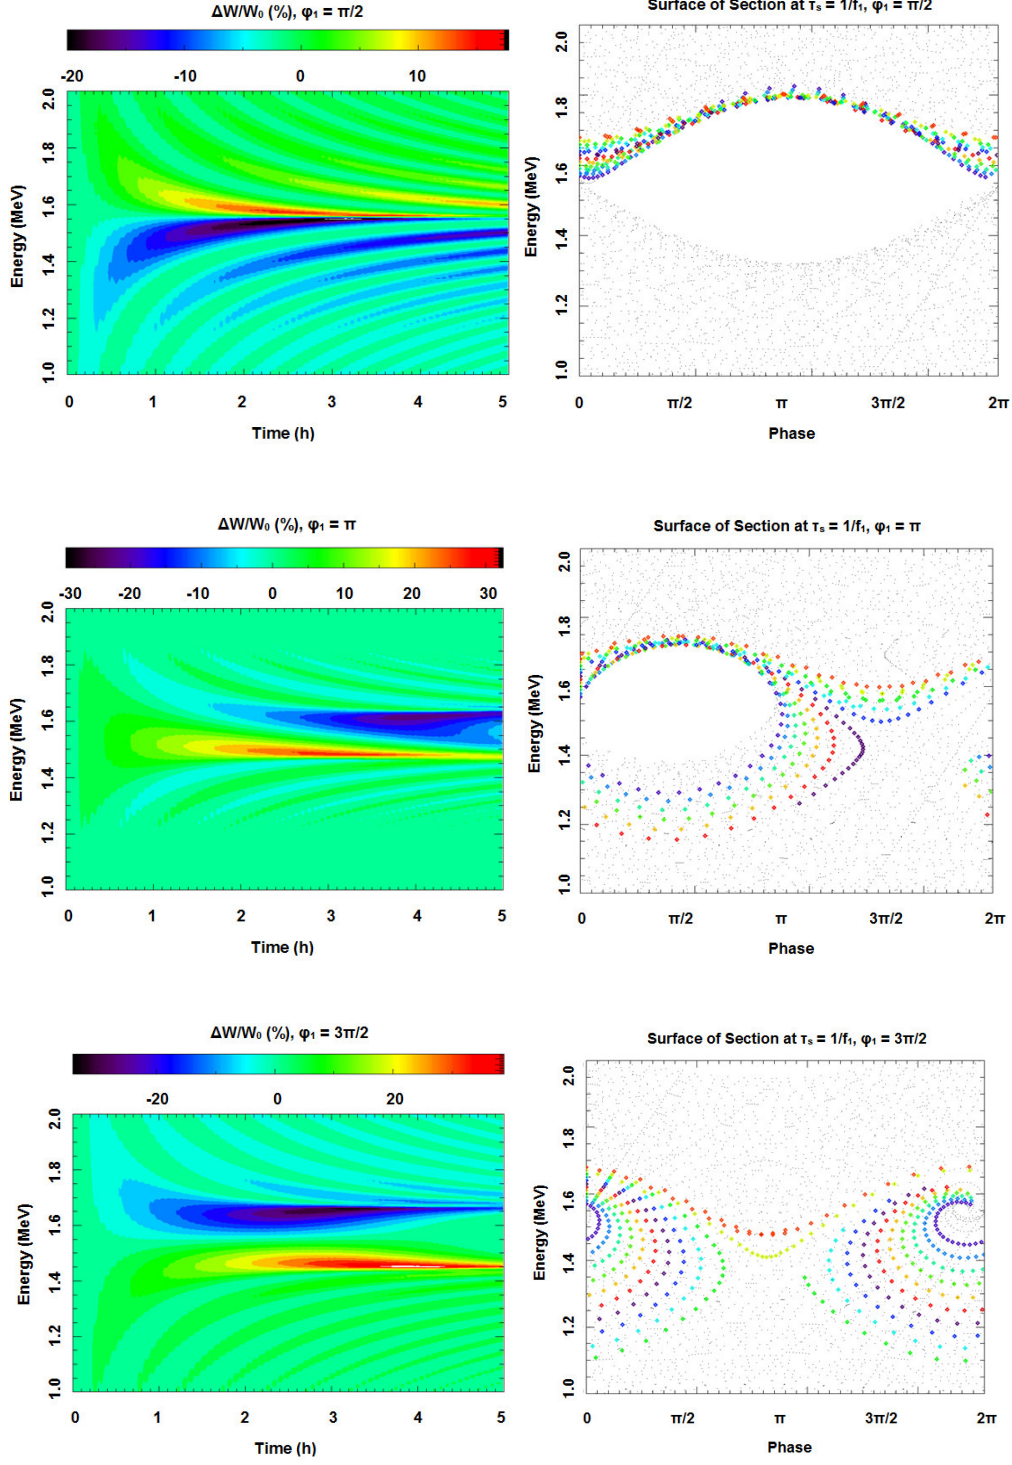 ΔW/W₀ (%), φ₁ = π/2
-20 -10 0 10
Energy (MeV)
2.0
1.8
1.6
1.4
1.2
1.0
0 1 2 3 4 5
Time (h)
Surface of Section at τₛ = 1/f₁, φ₁ = π/2
Energy (MeV)
2.0
1.8
1.6
1.4
1.2
1.0
0 π/2 π 3π/2 2π
Phase
ΔW/W₀ (%), φ₁ = π
-30 -20 -10 0 10 20 30
Energy (MeV)
2.0
1.8
1.6
1.4
1.2
1.0
0 1 2 3 4 5
Time (h)
Surface of Section at τₛ = 1/f₁, φ₁ = π
Energy (MeV)
2.0
1.8
1.6
1.4
1.2
1.0
0 π/2 π 3π/2 2π
Phase
ΔW/W₀ (%), φ₁ = 3π/2
-20 0 20
Energy (MeV)
2.0
1.8
1.6
1.4
1.2
1.0
0 1 2 3 4 5
Time (h)
Surface of Section at τₛ = 1/f₁, φ₁ = 3π/2
Energy (MeV)
2.0
1.8
1.6
1.4
1.2
1.0
0 π/2 π 3π/2 2π
Phase